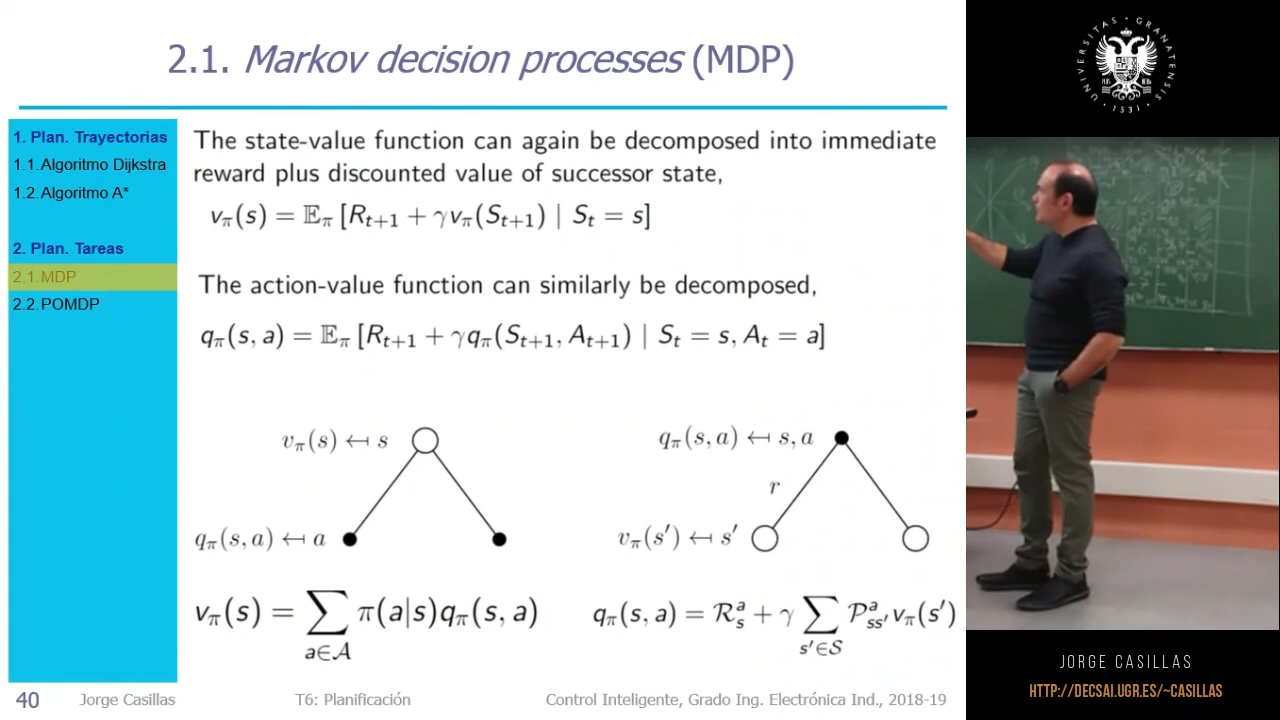 2.1. Markov decision processes (MDP)
1. Plan. Trayectorias
1.1. Algoritmo Dijkstra
1.2. Algoritmo A*
2. Plan. Tareas
2.1. MDP
2.2. POMDP
The state-value function can again be decomposed into immediate
reward plus discounted value of successor state,
vπ(s) = 𝔼π [Rt+1 + γvπ(St+1) | St = s]
The action-value function can similarly be decomposed,
qπ(s, a) = 𝔼π [Rt+1 + γqπ(St+1, At+1) | St = s, At = a]
vπ(s) ↤ s
qπ(s, a) ↤ a
vπ(s) = ∑a∈𝒜 π(a|s)qπ(s, a)
qπ(s, a) ↤ s, a
r
vπ(s′) ↤ s′
qπ(s, a) = ℛas + γ ∑s′∈𝒮 𝒫ass′ vπ(s′)
40 Jorge Casillas T6: Planificación Control Inteligente, Grado Ing. Electrónica Ind., 2018-19
UNIVERSITAS GRANATENSIS 1531
JORGE CASILLAS
HTTP://DECSAI.UGR.ES/~CASILLAS